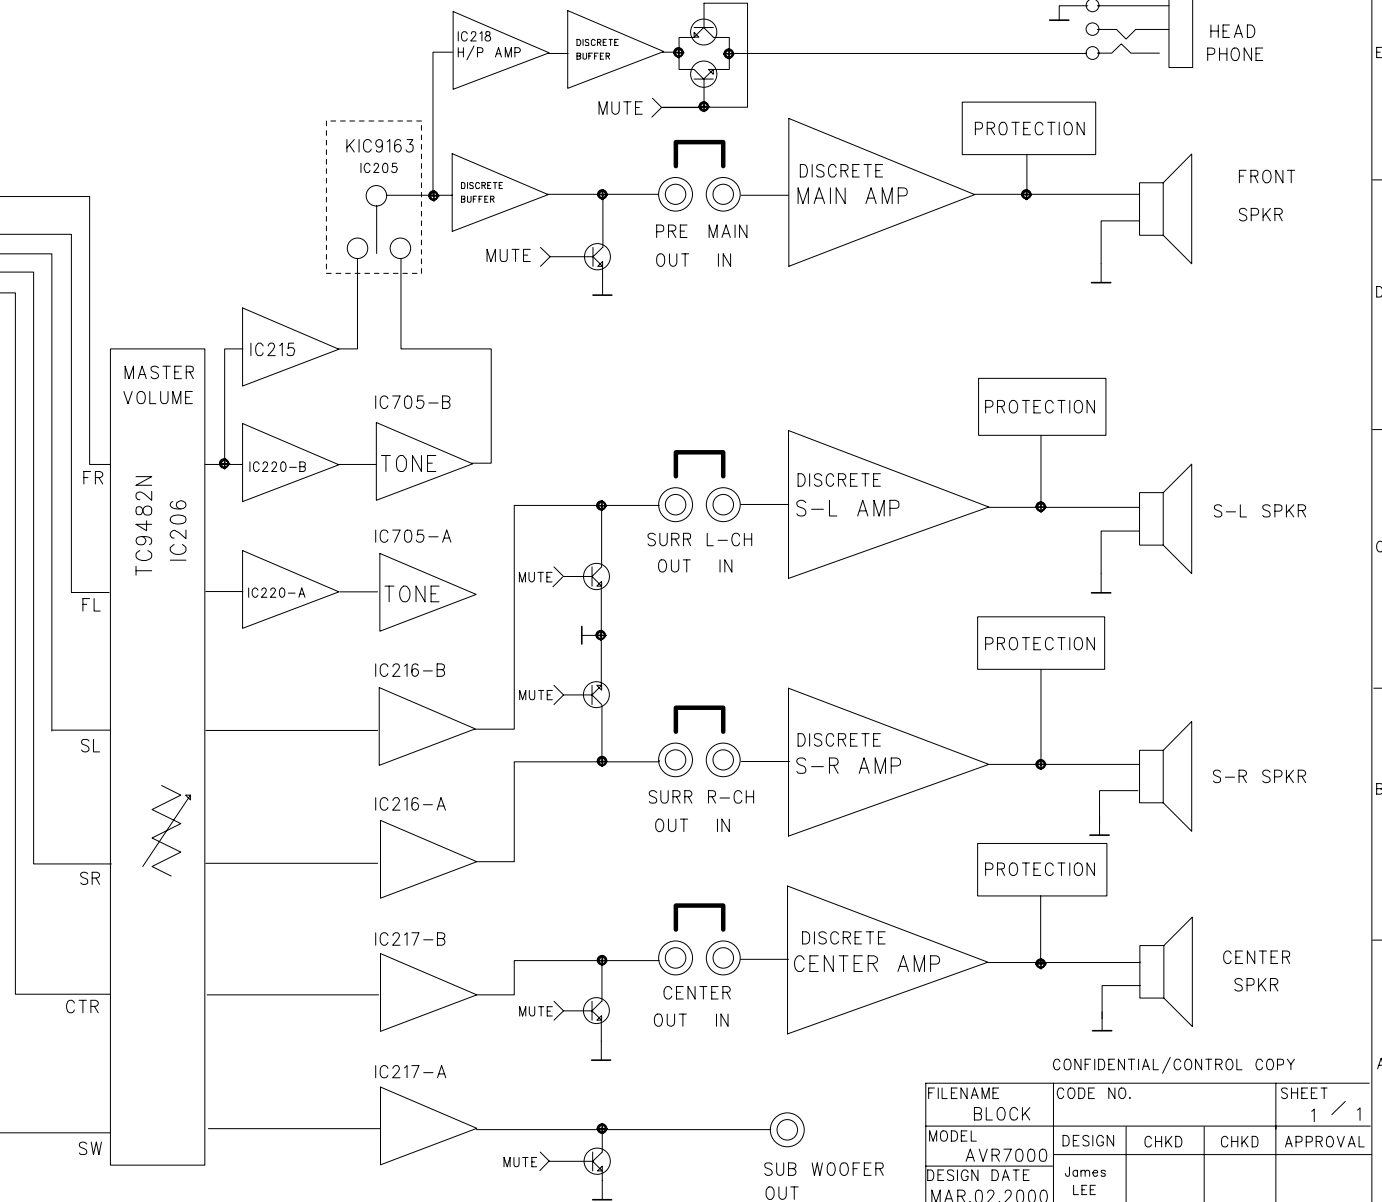 IC218
H/P AMP
DISCRETE
BUFFER
HEAD
PHONE
E
MUTE
KIC9163
IC205
DISCRETE
BUFFER
MUTE
PRE MAIN
OUT IN
DISCRETE
MAIN AMP
PROTECTION
FRONT
SPKR
D
IC215
MASTER
VOLUME
TC9482N
IC206
FR
FL
SL
SR
CTR
SW
IC220-B
IC705-B
TONE
IC220-A
IC705-A
TONE
IC216-B
IC216-A
IC217-B
IC217-A
MUTE
MUTE
MUTE
MUTE
SURR L-CH
OUT IN
DISCRETE
S-L AMP
PROTECTION
S-L SPKR
C
SURR R-CH
OUT IN
DISCRETE
S-R AMP
PROTECTION
S-R SPKR
B
CENTER
OUT IN
DISCRETE
CENTER AMP
PROTECTION
CENTER
SPKR
SUB WOOFER
OUT
A
CONFIDENTIAL/CONTROL COPY
FILENAME
BLOCK
CODE NO.
SHEET
1 / 1
MODEL
AVR7000
DESIGN CHKD CHKD APPROVAL
DESIGN DATE
MAR.02.2000
James
LEE